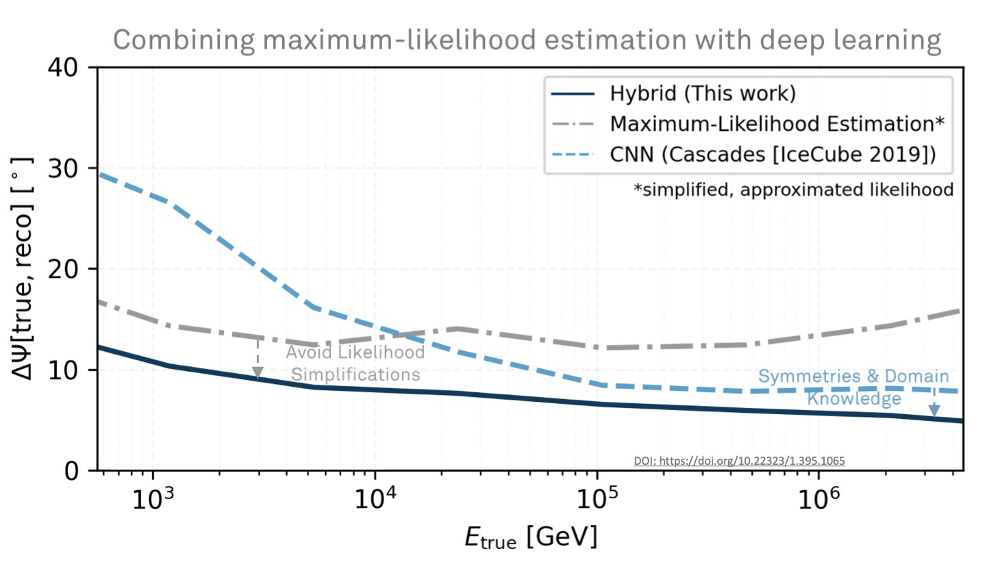 Combining maximum-likelihood estimation with deep learning
40
30
20
10
0
ΔΨ[true, reco] [°]
Hybrid (This work)
Maximum-Likelihood Estimation*
CNN (Cascades [IceCube 2019])
*simplified, approximated likelihood
Avoid Likelihood
Simplifications
Symmetries & Domain
Knowledge
DOI: https://doi.org/10.22323/1.395.1065
10³
10⁴
10⁵
10⁶
E_true [GeV]